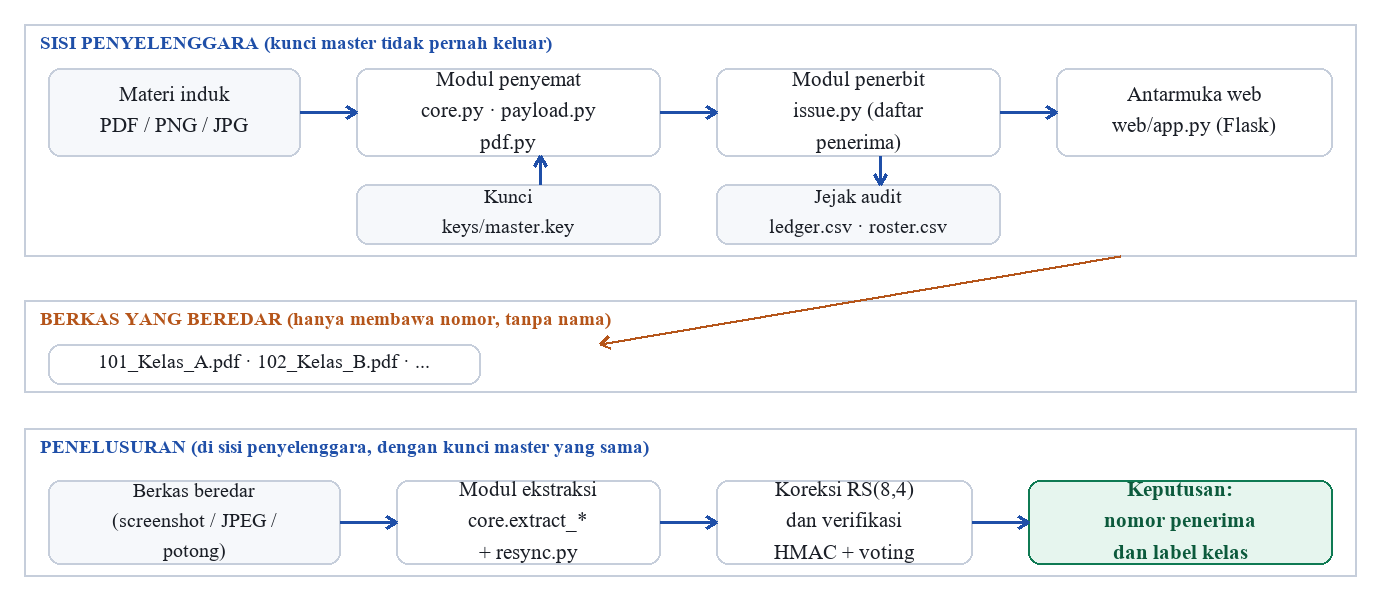 SISI PENYELENGGARA (kunci master tidak pernah keluar)
Materi induk
PDF / PNG / JPG
Modul penyemat
core.py · payload.py
pdf.py
Modul penerbit
issue.py (daftar
penerima)
Antarmuka web
web/app.py (Flask)
Kunci
keys/master.key
Jejak audit
ledger.csv · roster.csv
BERKAS YANG BEREDAR (hanya membawa nomor, tanpa nama)
101_Kelas_A.pdf · 102_Kelas_B.pdf · ...
PENELUSURAN (di sisi penyelenggara, dengan kunci master yang sama)
Berkas beredar
(screenshot / JPEG /
potong)
Modul ekstraksi
core.extract_*
+ resync.py
Koreksi RS(8,4)
dan verifikasi
HMAC + voting
Keputusan:
nomor penerima
dan label kelas